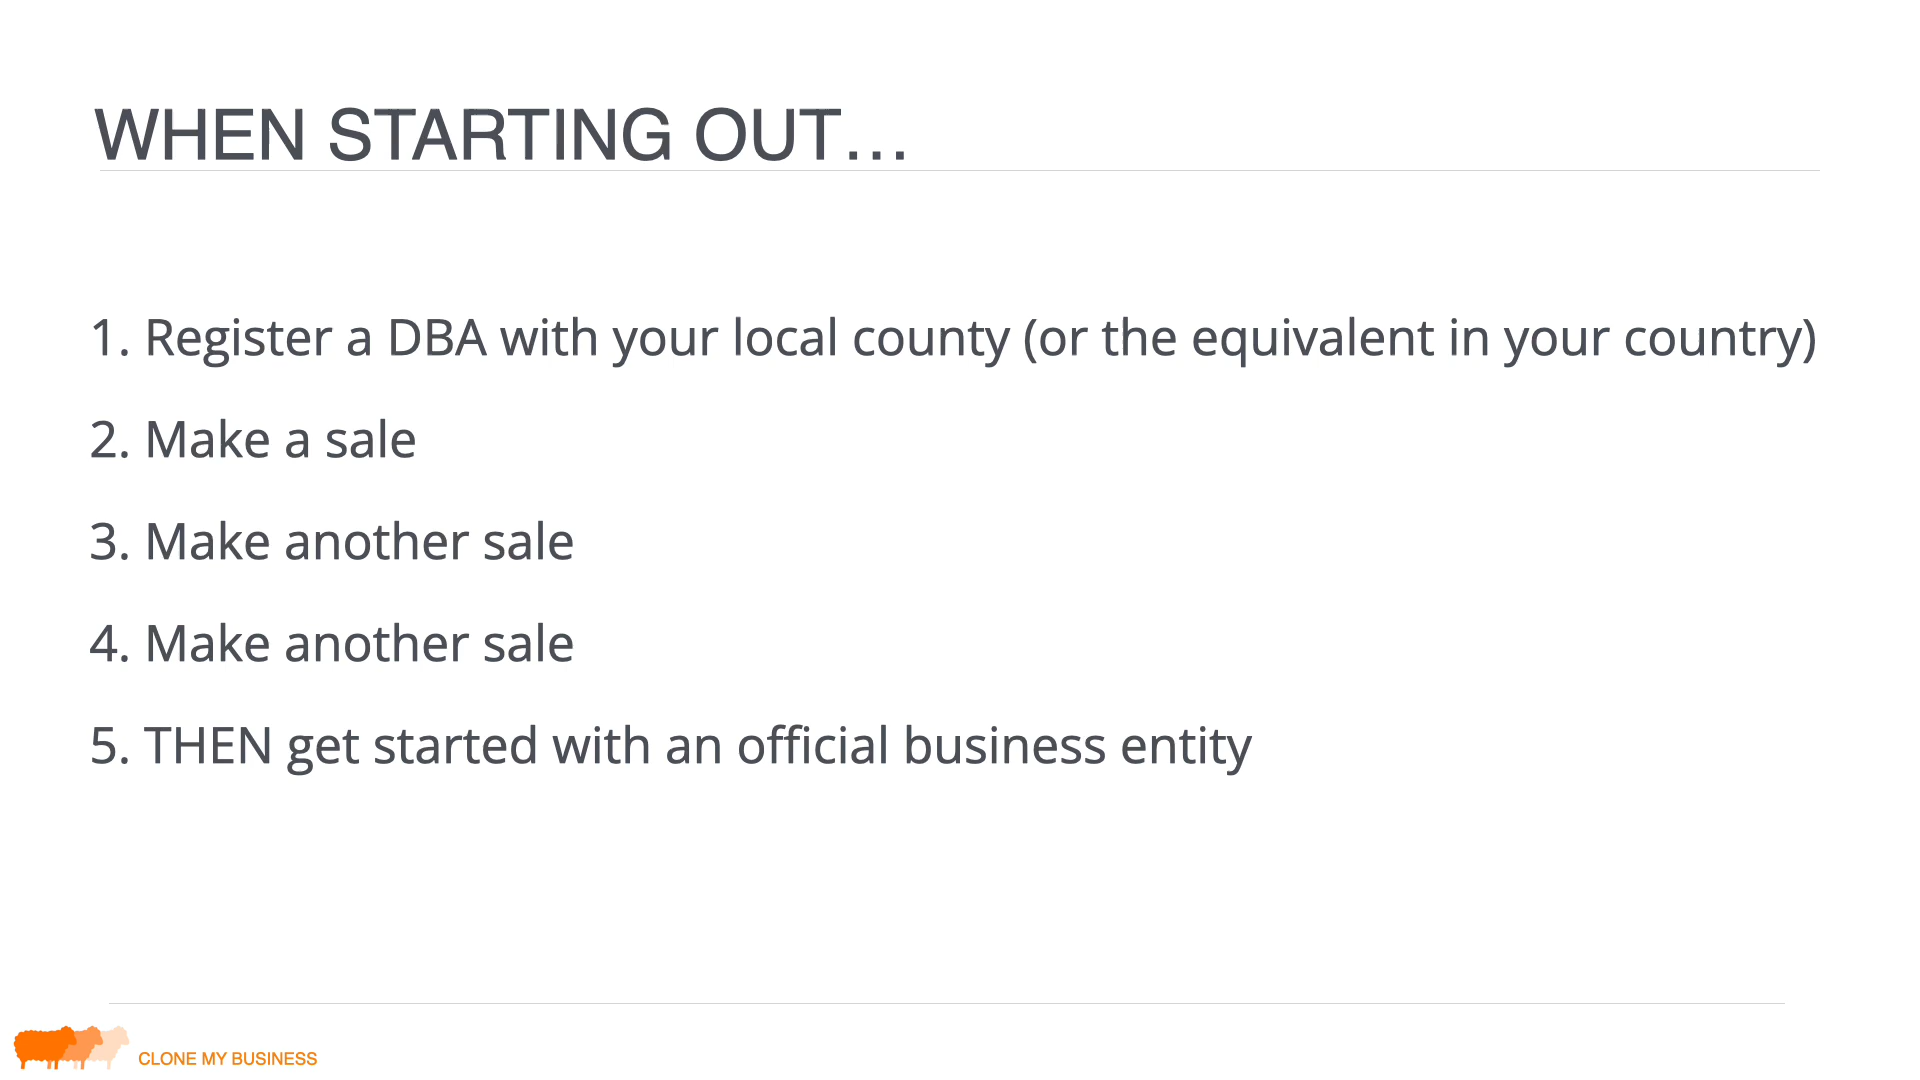 WHEN STARTING OUT…
1. Register a DBA with your local county (or the equivalent in your country)
2. Make a sale
3. Make another sale
4. Make another sale
5. THEN get started with an official business entity
CLONE MY BUSINESS